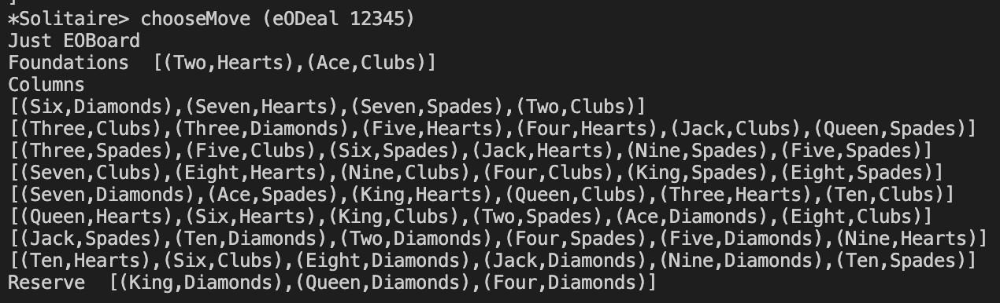 ]
*Solitaire> chooseMove (eODeal 12345)
Just EOBoard
Foundations  [(Two,Hearts),(Ace,Clubs)]
Columns
[(Six,Diamonds),(Seven,Hearts),(Seven,Spades),(Two,Clubs)]
[(Three,Clubs),(Three,Diamonds),(Five,Hearts),(Four,Hearts),(Jack,Clubs),(Queen,Spades)]
[(Three,Spades),(Five,Clubs),(Six,Spades),(Jack,Hearts),(Nine,Spades),(Five,Spades)]
[(Seven,Clubs),(Eight,Hearts),(Nine,Clubs),(Four,Clubs),(King,Spades),(Eight,Spades)]
[(Seven,Diamonds),(Ace,Spades),(King,Hearts),(Queen,Clubs),(Three,Hearts),(Ten,Clubs)]
[(Queen,Hearts),(Six,Hearts),(King,Clubs),(Two,Spades),(Ace,Diamonds),(Eight,Clubs)]
[(Jack,Spades),(Ten,Diamonds),(Two,Diamonds),(Four,Spades),(Five,Diamonds),(Nine,Hearts)]
[(Ten,Hearts),(Six,Clubs),(Eight,Diamonds),(Jack,Diamonds),(Nine,Diamonds),(Ten,Spades)]
Reserve  [(King,Diamonds),(Queen,Diamonds),(Four,Diamonds)]